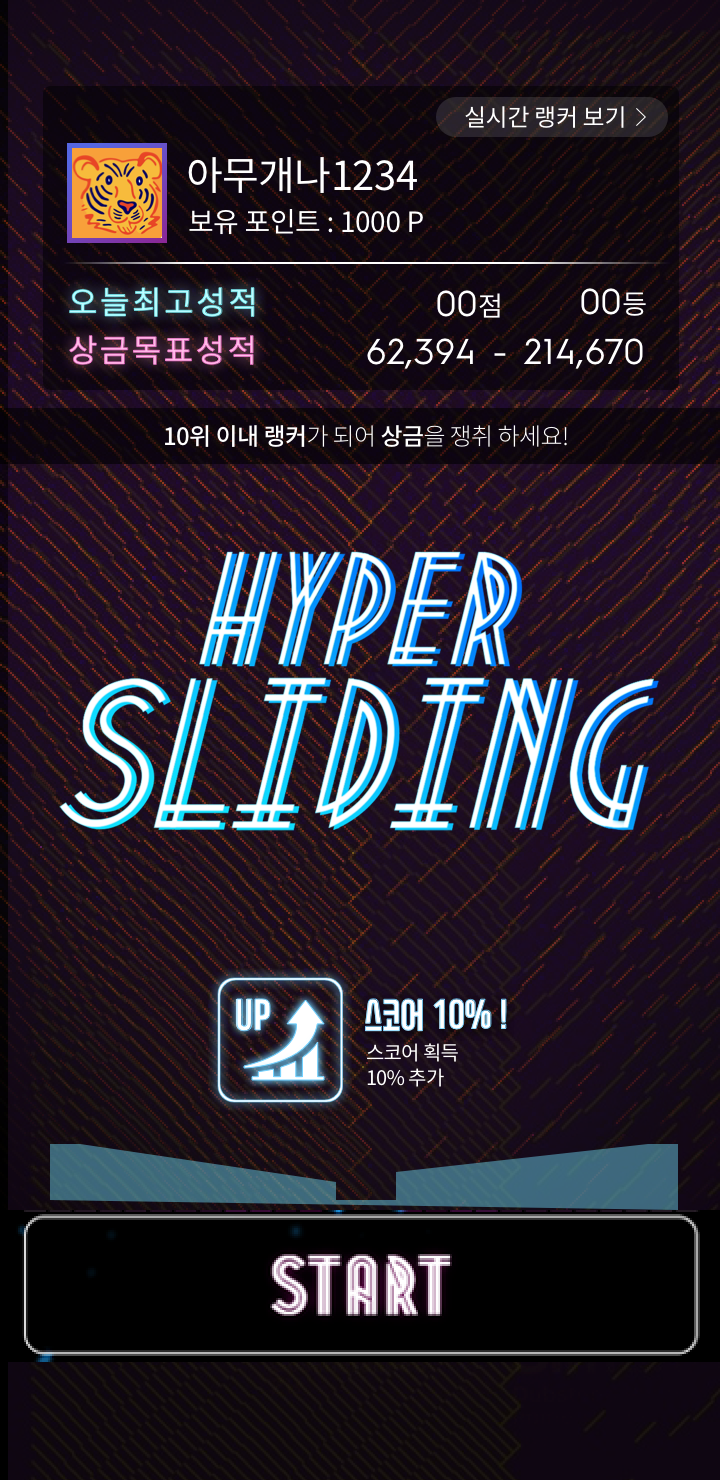 실시간 랭커 보기 >
아무개나1234
보유 포인트 : 1000 P
오늘최고성적 00점 00등
상금목표성적 62,394 - 214,670
10위 이내 랭커가 되어 상금을 쟁취 하세요!
HYPER
SLIDING
UP
스코어 10% !
스코어 획득
10% 추가
START